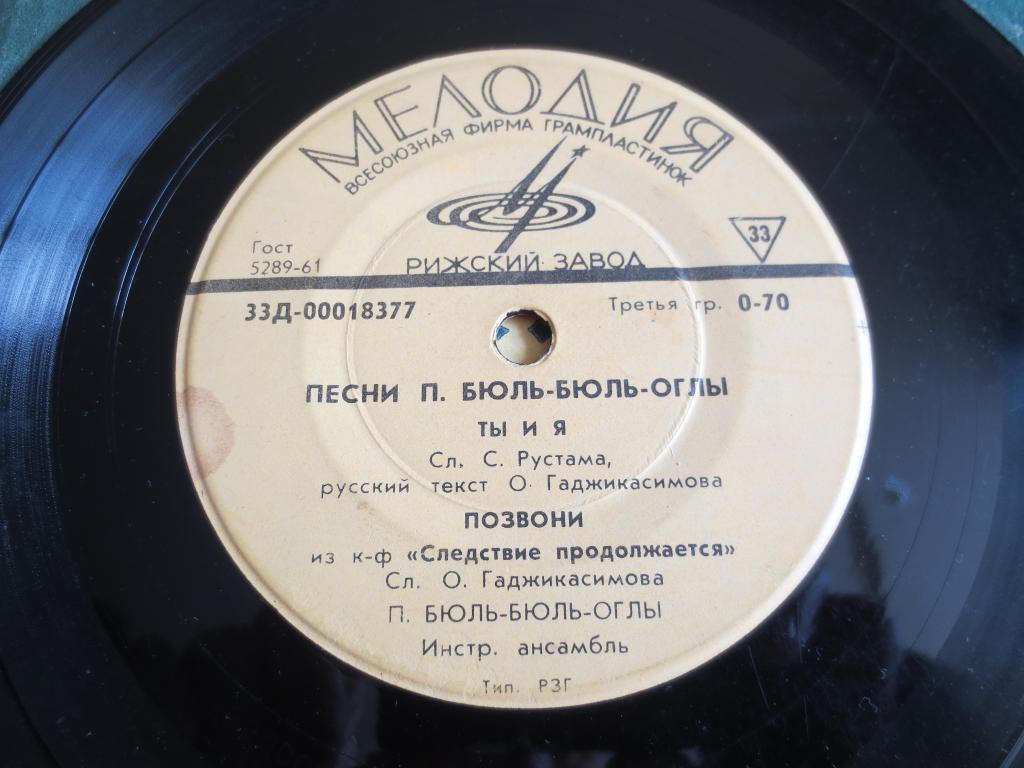 МЕЛОДИЯ
ВСЕСОЮЗНАЯ ФИРМА ГРАМПЛАСТИНОК
33
Гост
5289-61
РИЖСКИЙ ЗАВОД
33Д-00018377
Третья гр. 0-70
ПЕСНИ П. БЮЛЬ-БЮЛЬ-ОГЛЫ
ТЫ И Я
Сл. С. Рустама,
русский текст О. Гаджикасимова
ПОЗВОНИ
из к-ф «Следствие продолжается»
Сл. О. Гаджикасимова
П. БЮЛЬ-БЮЛЬ-ОГЛЫ
Инстр. ансамбль
Тип. РЗГ